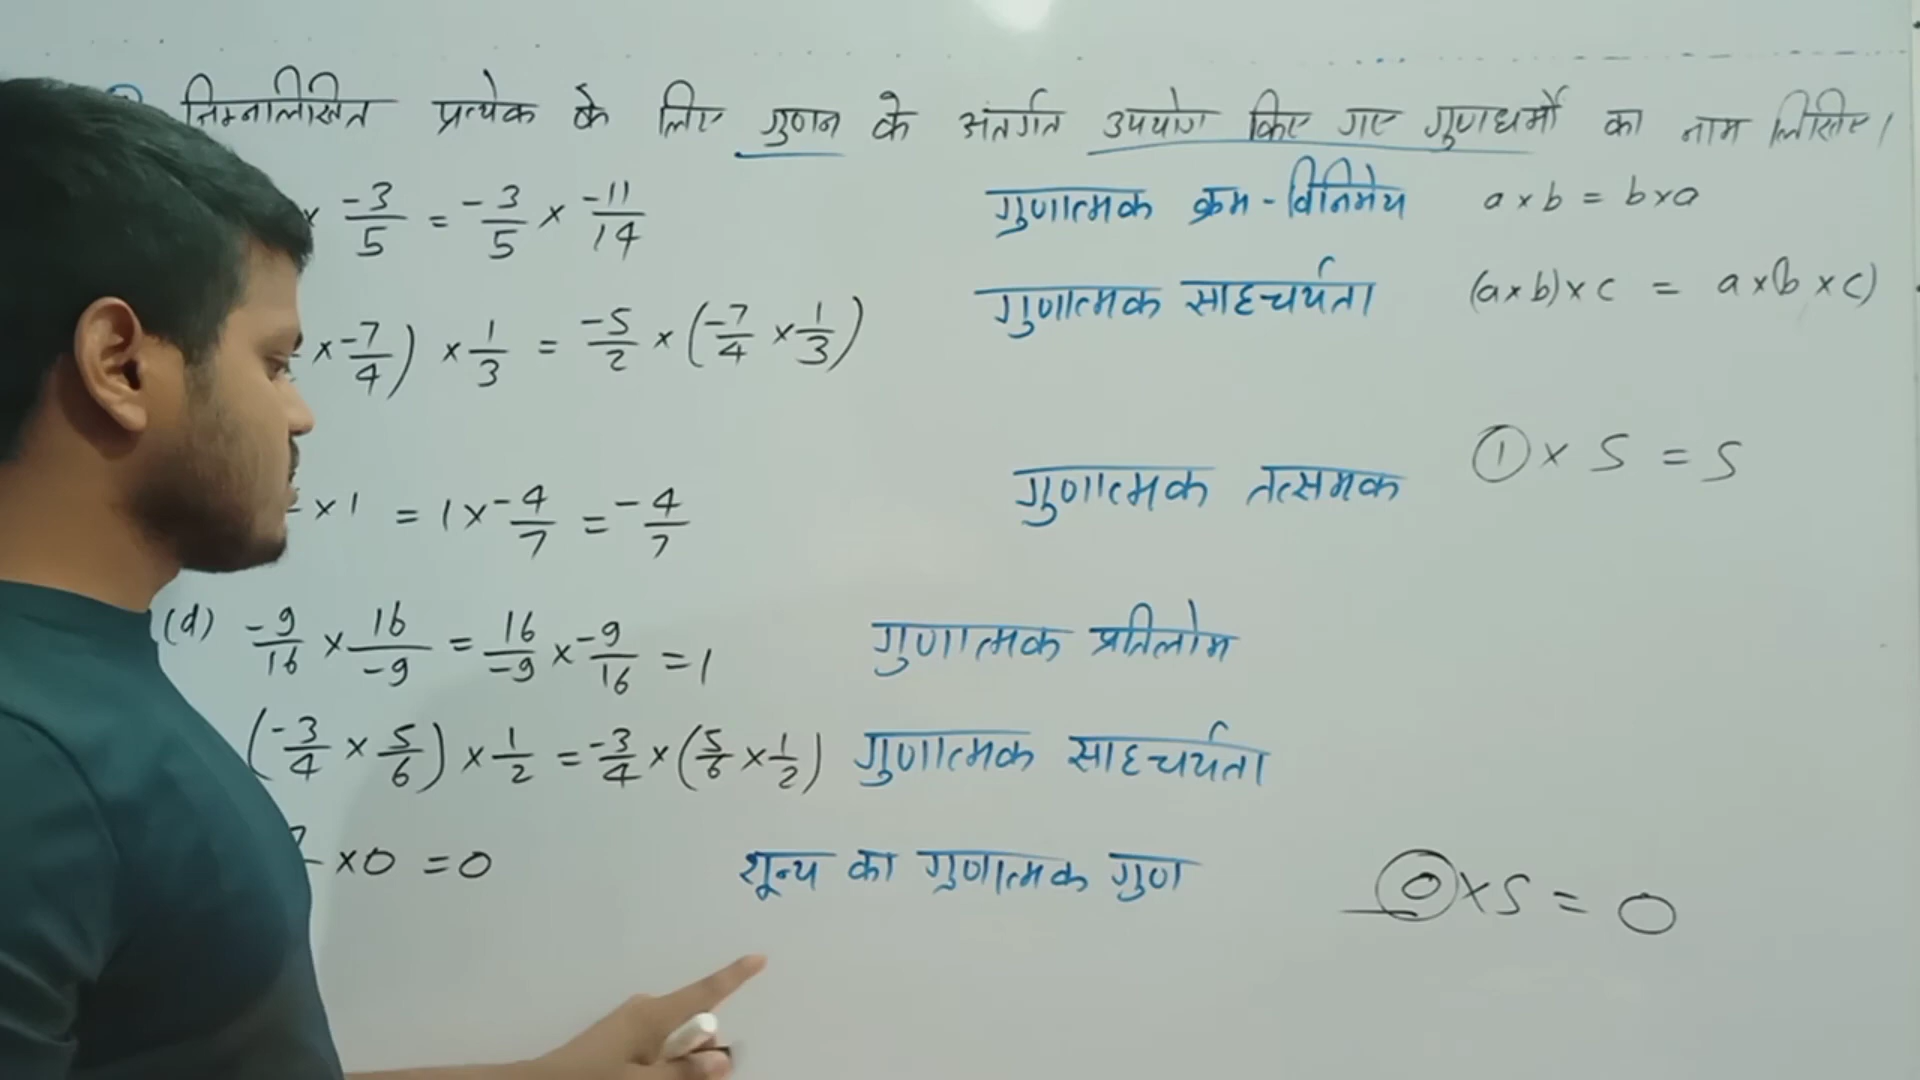 निम्नलिखित प्रत्येक के लिए गुणन के अंतर्गत उपयोग किए गए गुणधर्मों का नाम लिखिए।
× -3/5 = -3/5 × -11/14 गुणात्मक क्रम-विनिमेय a×b = b×a
× -7/4) × 1/3 = -5/2 × (-7/4 × 1/3) गुणात्मक साहचर्यता (a×b)×c = a×(b×c)
×1 = 1×-4/7 = -4/7 गुणात्मक तत्समक 1×5 = 5
(d) -9/16 × 16/-9 = 16/-9 × -9/16 = 1 गुणात्मक प्रतिलोम
(-3/4 × 5/6) × 1/2 = -3/4 × (5/6 × 1/2) गुणात्मक साहचर्यता
×0 = 0 शून्य का गुणात्मक गुण 0×5 = 0